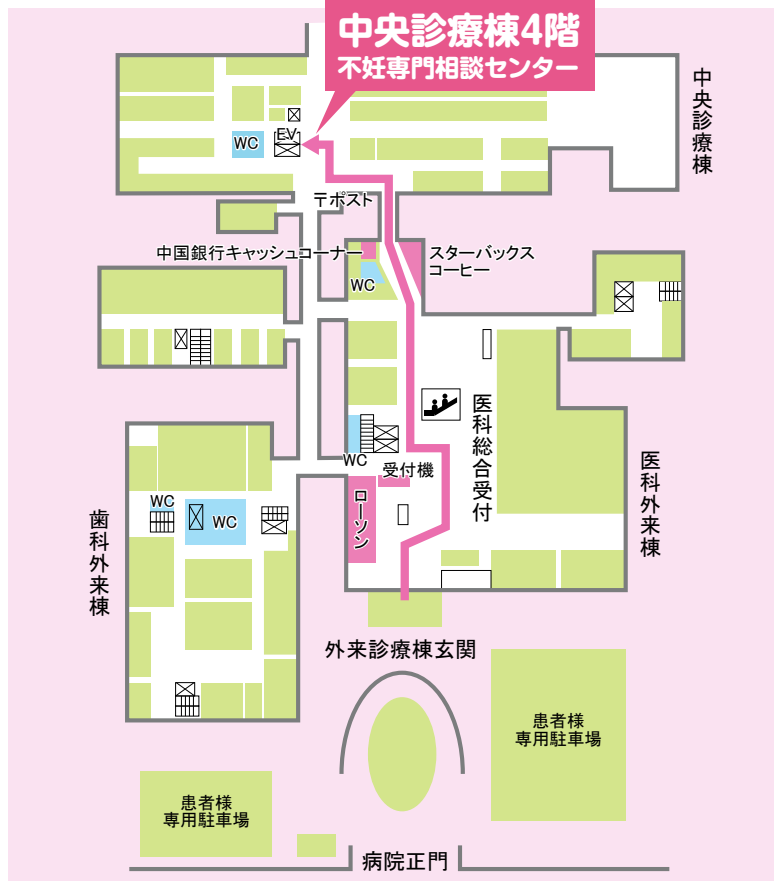 中央診療棟4階
不妊専門相談センター
中央診療棟
EV
WC
〒ポスト
中国銀行キャッシュコーナー
スターバックス
コーヒー
WC
医科総合受付
WC
受付機
ローソン
医科外来棟
WC
WC
歯科外来棟
外来診療棟玄関
患者様
専用駐車場
患者様
専用駐車場
病院正門